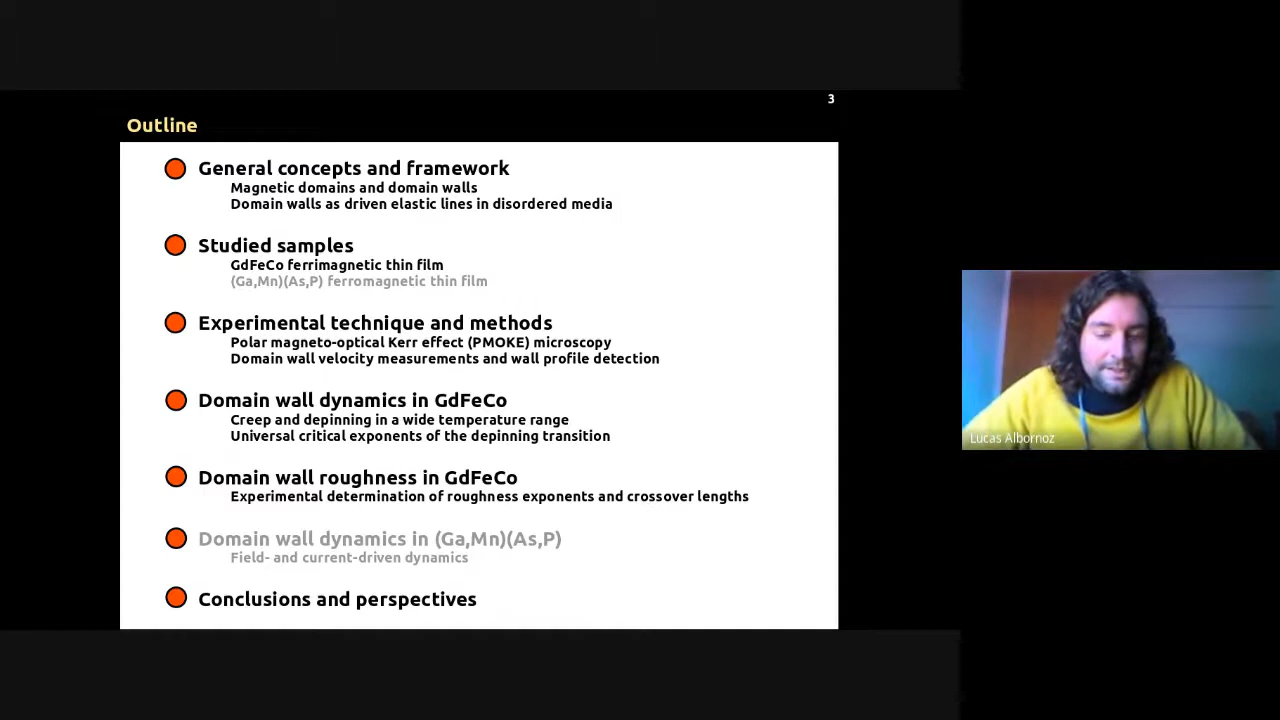 3
Outline
General concepts and framework
Magnetic domains and domain walls
Domain walls as driven elastic lines in disordered media
Studied samples
GdFeCo ferrimagnetic thin film
(Ga,Mn)(As,P) ferromagnetic thin film
Experimental technique and methods
Polar magneto-optical Kerr effect (PMOKE) microscopy
Domain wall velocity measurements and wall profile detection
Domain wall dynamics in GdFeCo
Creep and depinning in a wide temperature range
Universal critical exponents of the depinning transition
Domain wall roughness in GdFeCo
Experimental determination of roughness exponents and crossover lengths
Domain wall dynamics in (Ga,Mn)(As,P)
Field- and current-driven dynamics
Conclusions and perspectives
Lucas Albornoz